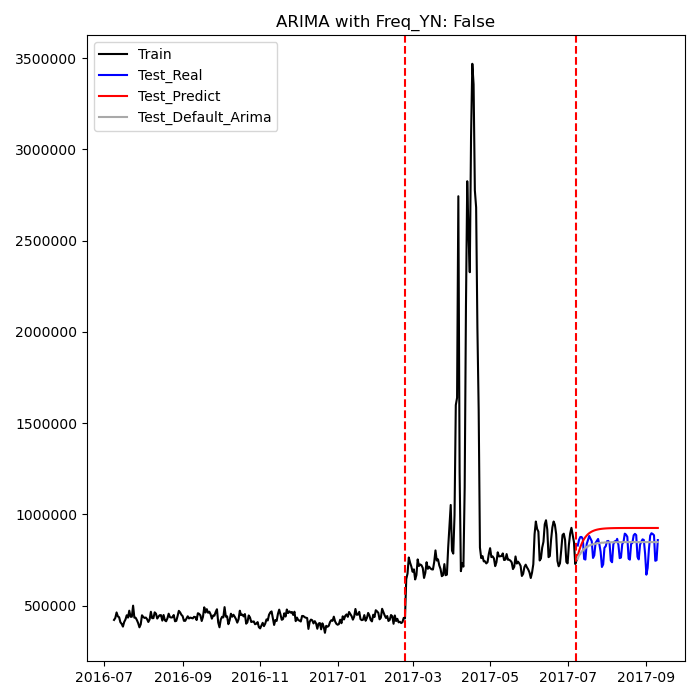 ARIMA with Freq_YN: False
Train
Test_Real
Test_Predict
Test_Default_Arima
3500000
3000000
2500000
2000000
1500000
1000000
500000
2016-07 2016-09 2016-11 2017-01 2017-03 2017-05 2017-07 2017-09